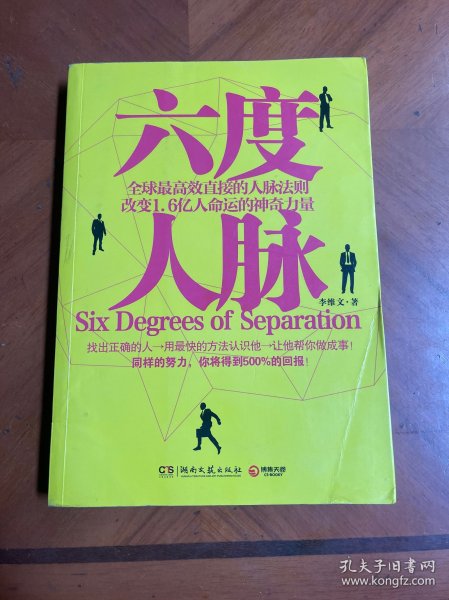 六度
全球最高效直接的人脉法则
改变1.6亿人命运的神奇力量
人脉
李维文·著
Six Degrees of Separation
找出正确的人→用最快的方法认识他→让他帮你做成事！
同样的努力，你将得到500%的回报！
CS 湖南文艺出版社
博集天卷
CS-BOOKY
孔夫子旧书网
www.kongfz.com